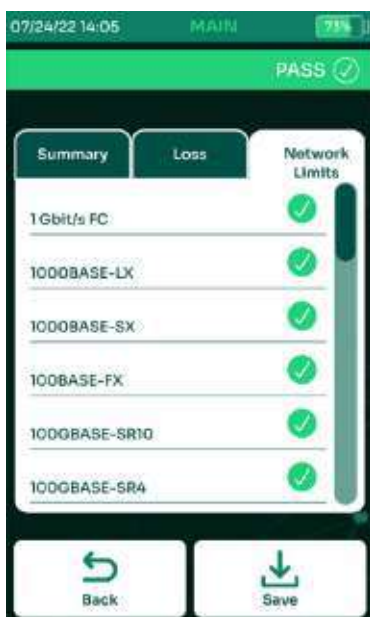 07/24/22 14:05 MAIN 73%
PASS
Summary Loss Network
Limits
1 Gbit/s FC
1000BASE-LX
1000BASE-SX
100BASE-FX
100GBASE-SR10
100GBASE-SR4
Back Save